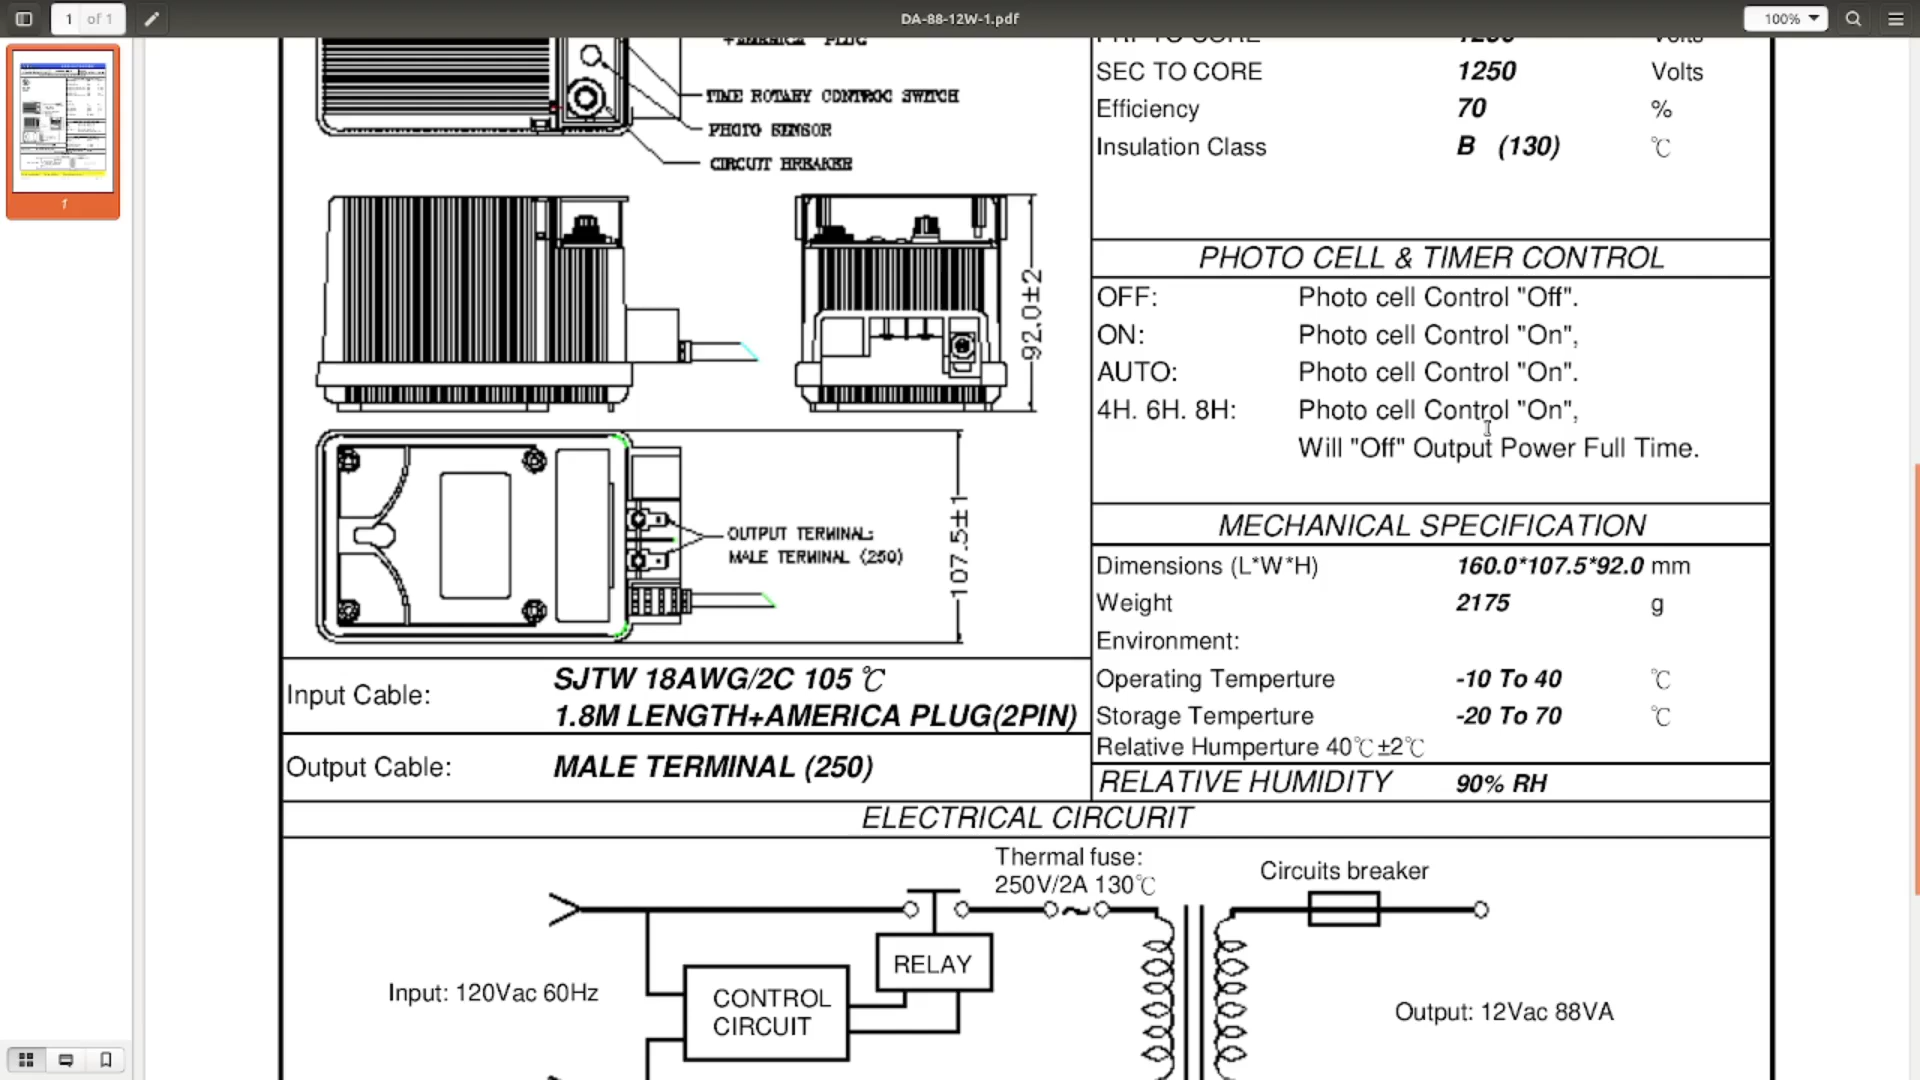 1 of 1
DA-88-12W-1.pdf
100%
1
TIME ROTARY CONTROC SWITCH
PHOTO SENSOR
CIRCUIT BREAKER
92.0±2
OUTPUT TERMINAL:
MALE TERMINAL (250)
107.5±1
Input Cable: SJTW 18AWG/2C 105 ℃
1.8M LENGTH+AMERICA PLUG(2PIN)
Output Cable: MALE TERMINAL (250)
SEC TO CORE 1250 Volts
Efficiency 70 %
Insulation Class B (130) ℃
PHOTO CELL & TIMER CONTROL
OFF: Photo cell Control "Off".
ON: Photo cell Control "On",
AUTO: Photo cell Control "On".
4H. 6H. 8H: Photo cell Control "On",
Will "Off" Output Power Full Time.
MECHANICAL SPECIFICATION
Dimensions (L*W*H) 160.0*107.5*92.0 mm
Weight 2175 g
Environment:
Operating Temperture -10 To 40 ℃
Storage Temperture -20 To 70 ℃
Relative Humperture 40℃±2℃
RELATIVE HUMIDITY 90% RH
ELECTRICAL CIRCURIT
Thermal fuse:
250V/2A 130℃
Circuits breaker
RELAY
Input: 120Vac 60Hz
CONTROL
CIRCUIT
Output: 12Vac 88VA